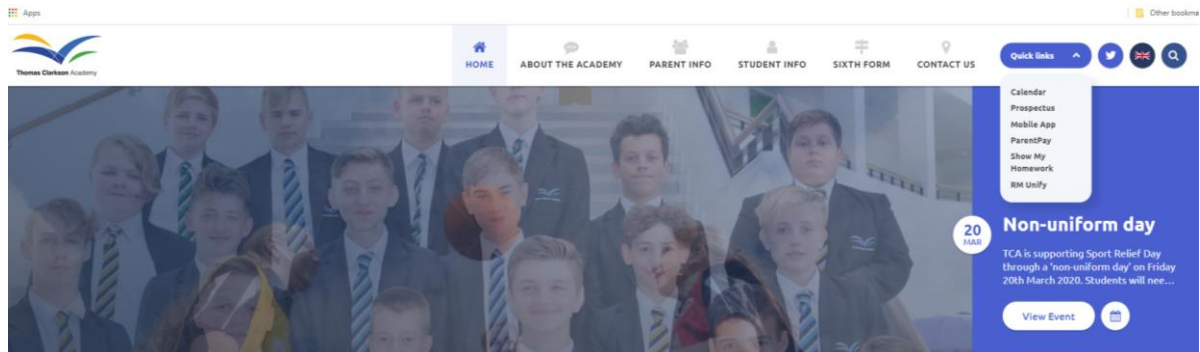 Apps
Other bookma
Thomas Clarkson Academy
HOME
ABOUT THE ACADEMY
PARENT INFO
STUDENT INFO
SIXTH FORM
CONTACT US
Quick links
Calendar
Prospectus
Mobile App
ParentPay
Show My
Homework
RM Unify
20
MAR
Non-uniform day
TCA is supporting Sport Relief Day
through a 'non-uniform day' on Friday
20th March 2020. Students will nee...
View Event